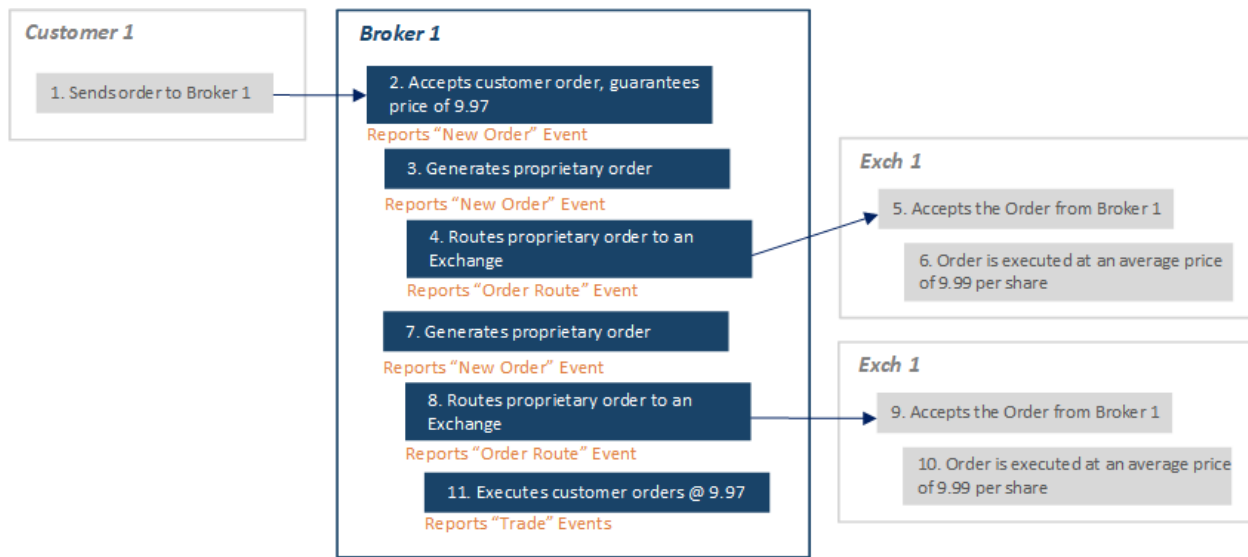 Customer 1
1. Sends order to Broker 1
Broker 1
2. Accepts customer order, guarantees
price of 9.97
Reports "New Order" Event
3. Generates proprietary order
Reports "New Order" Event
4. Routes proprietary order to an
Exchange
Reports "Order Route" Event
Exch 1
5. Accepts the Order from Broker 1
6. Order is executed at an average price
of 9.99 per share
7. Generates proprietary order
Reports "New Order" Event
8. Routes proprietary order to an
Exchange
Reports "Order Route" Event
Exch 1
9. Accepts the Order from Broker 1
10. Order is executed at an average price
of 9.99 per share
11. Executes customer orders @ 9.97
Reports "Trade" Events